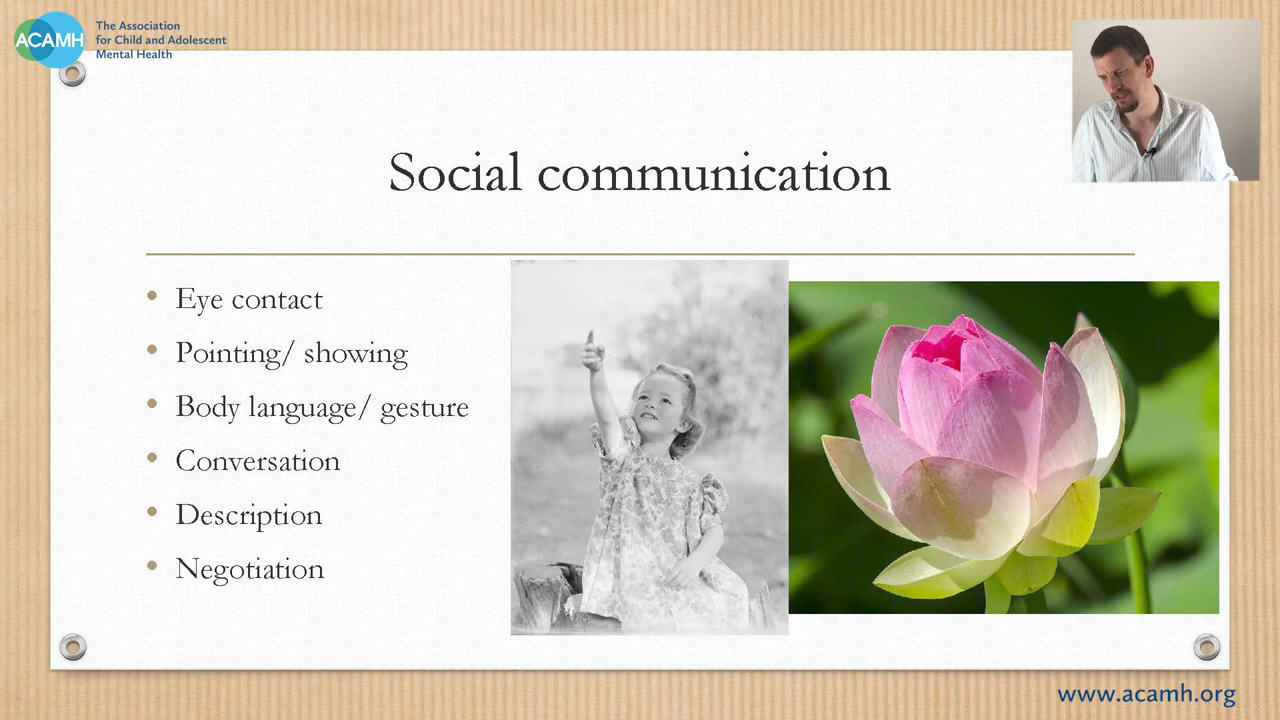 ACAMH
The Association
for Child and Adolescent
Mental Health
Social communication
Eye contact
Pointing/ showing
Body language/ gesture
Conversation
Description
Negotiation
www.acamh.org